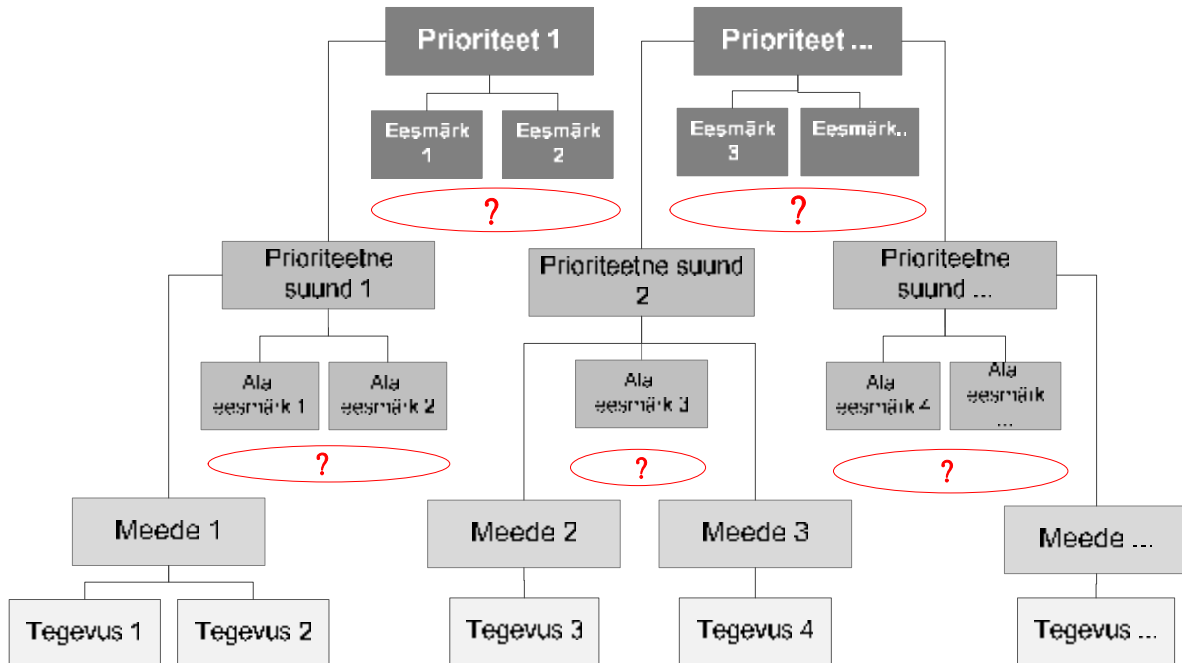 Prioriteet 1
Prioriteet ...
Eesmärk
1
Eesmärk
2
Eesmärk
3
Eesmärk..
?
?
Prioriteetne
suund 1
Prioriteetne suund
2
Prioriteetne
suund ...
Ala
eesmärk 1
Ala
eesmärk 2
Ala
eesmärk 3
Ala
eesmärk 4
Ala
eesmärk
...
?
?
?
Meede 1
Meede 2
Meede 3
Meede ...
Tegevus 1
Tegevus 2
Tegevus 3
Tegevus 4
Tegevus ...